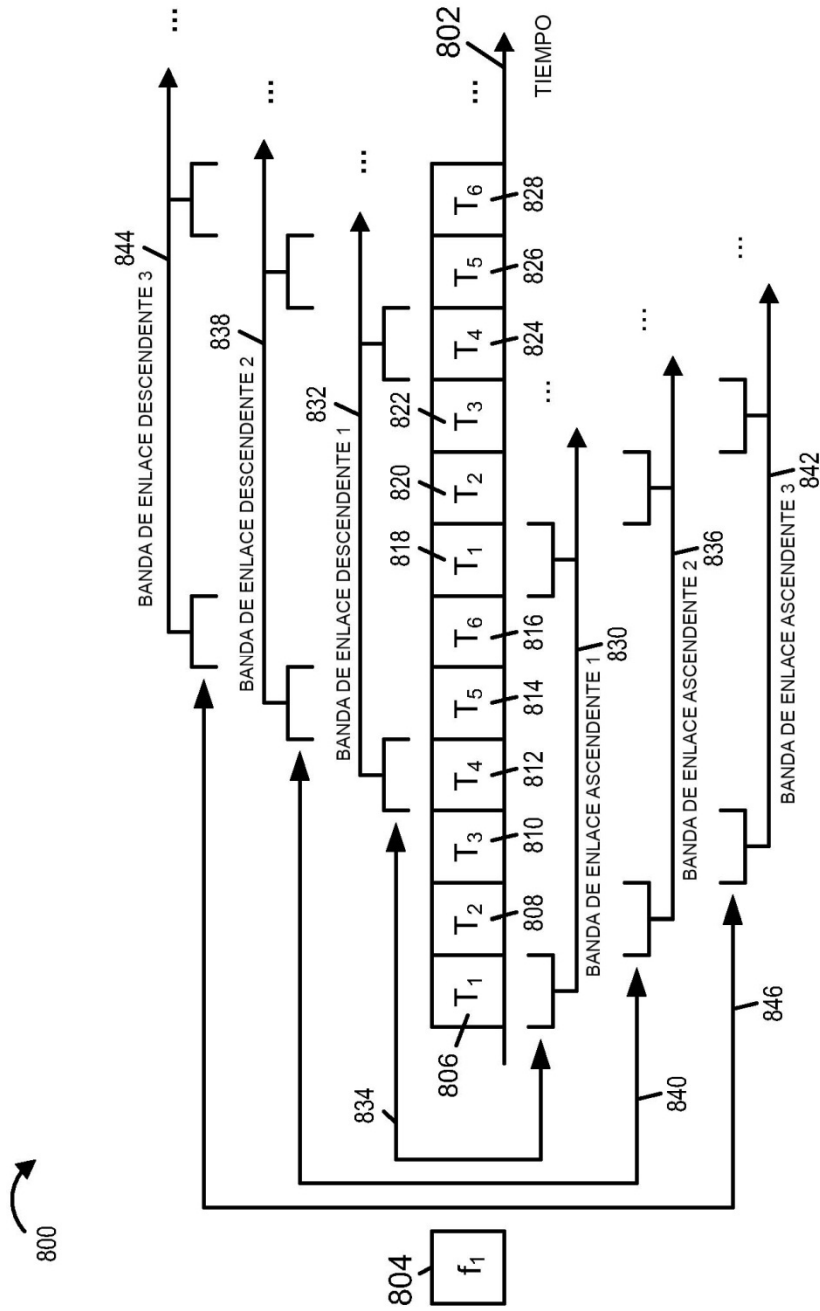 800
804
f1
BANDA DE ENLACE DESCENDENTE 3
844
...
BANDA DE ENLACE DESCENDENTE 2
838
...
BANDA DE ENLACE DESCENDENTE 1
832
...
834
806
T1 T2 T3 T4 T5 T6 T1 T2 T3 T4 T5 T6 ...
818 820 822
808 810 812 814 816 824 826 828
802
TIEMPO
BANDA DE ENLACE ASCENDENTE 1
830
...
840
BANDA DE ENLACE ASCENDENTE 2
836
...
846
BANDA DE ENLACE ASCENDENTE 3
842
...